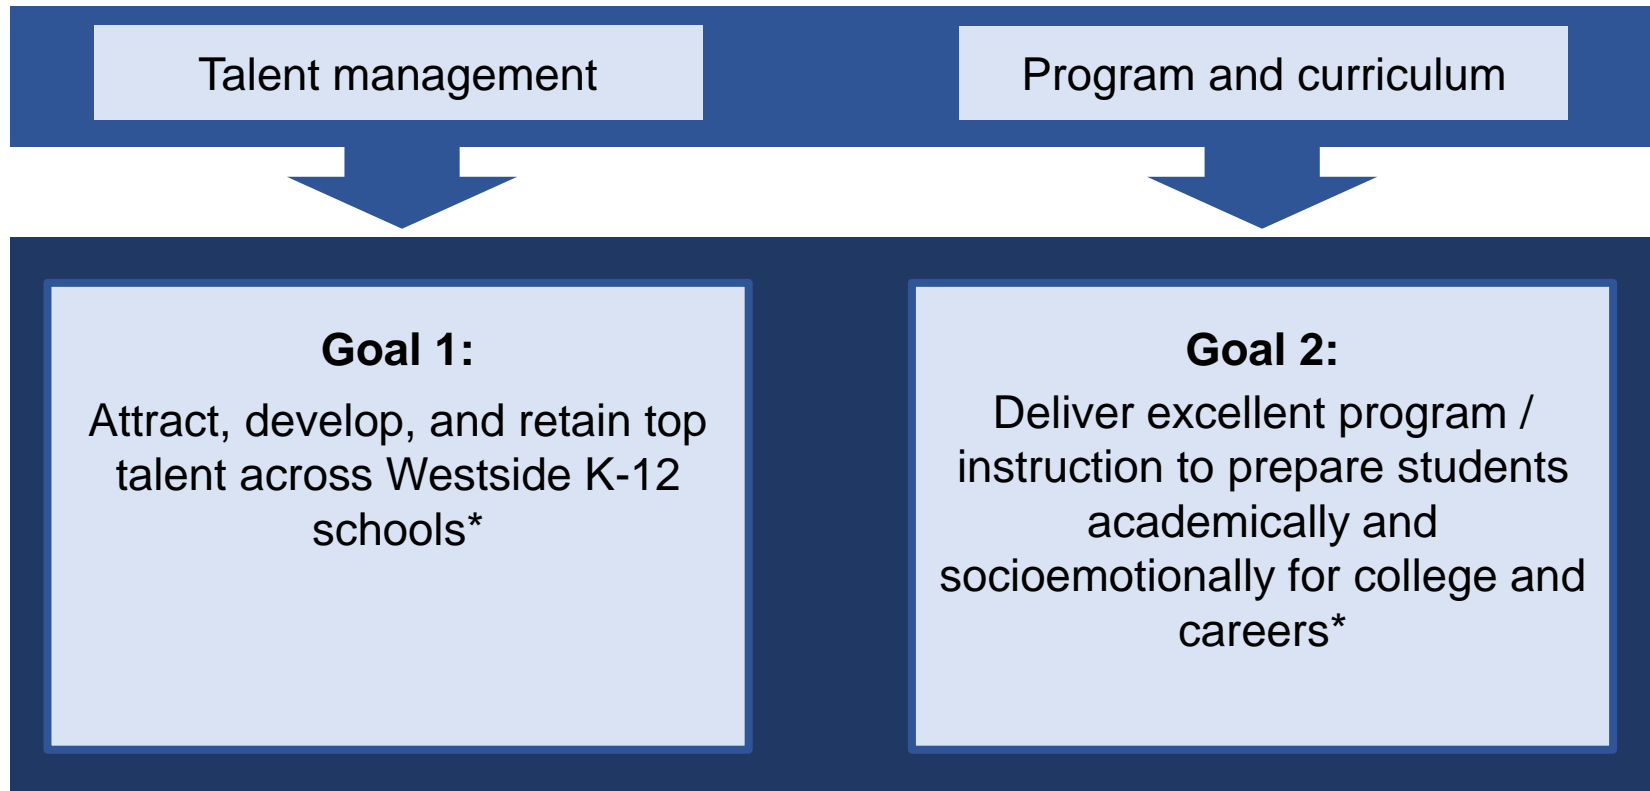 Talent management
Program and curriculum
Goal 1:
Attract, develop, and retain top
talent across Westside K-12
schools*
Goal 2:
Deliver excellent program /
instruction to prepare students
academically and
socioemotionally for college and
careers*